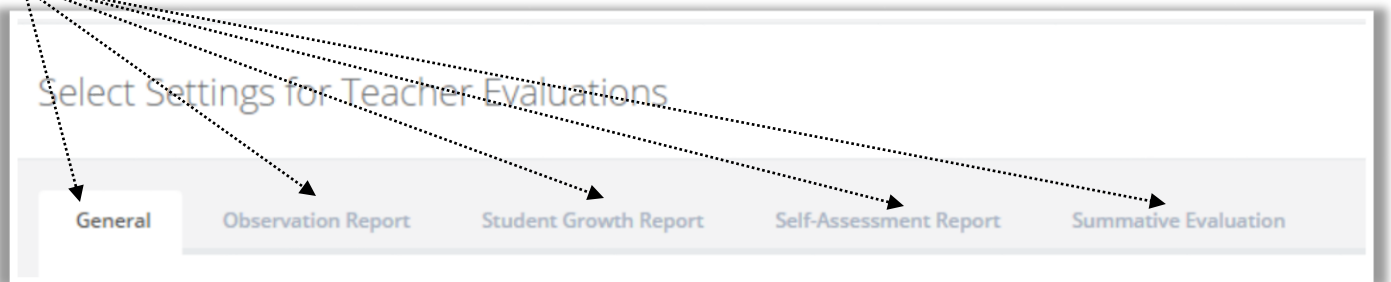 Select Settings for Teacher Evaluations
General Observation Report Student Growth Report Self-Assessment Report Summative Evaluation